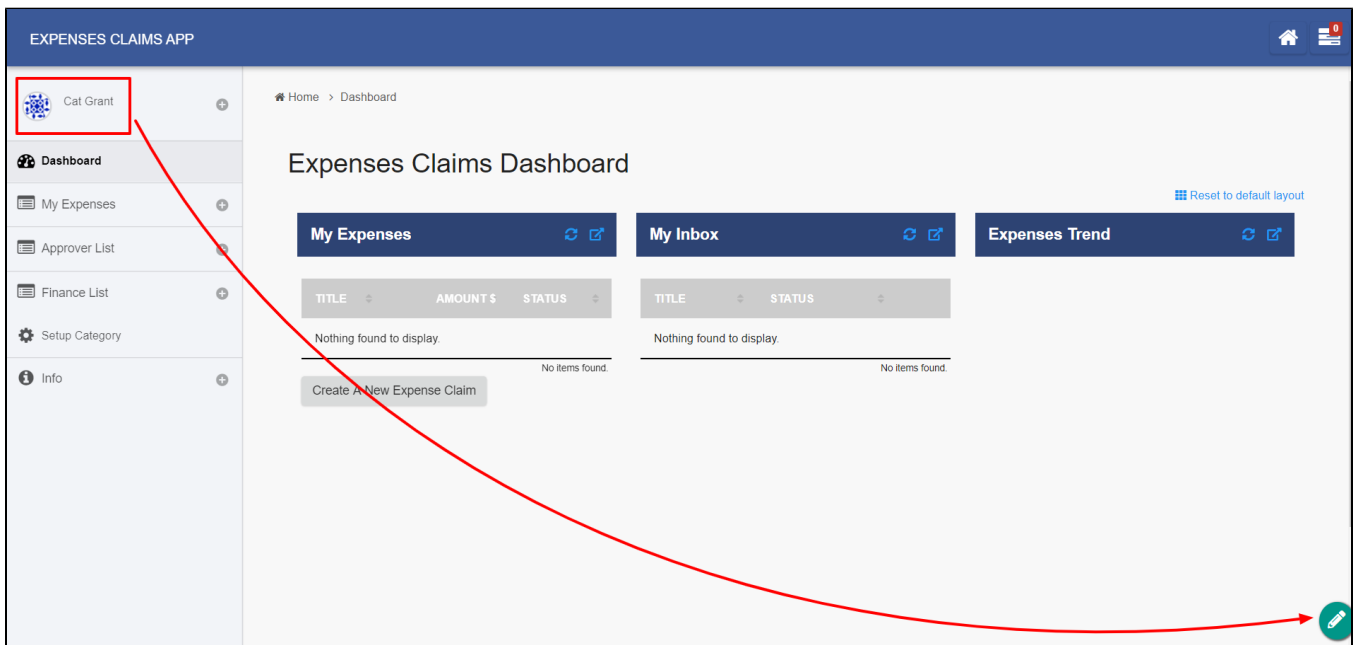 EXPENSES CLAIMS APP
0
Cat Grant
Home > Dashboard
Dashboard
Expenses Claims Dashboard
My Expenses
Reset to default layout
My Expenses
My Inbox
Expenses Trend
Approver List
Finance List
TITLE AMOUNT $ STATUS
TITLE STATUS
Setup Category
Nothing found to display.
Nothing found to display.
No items found.
No items found.
Info
Create A New Expense Claim